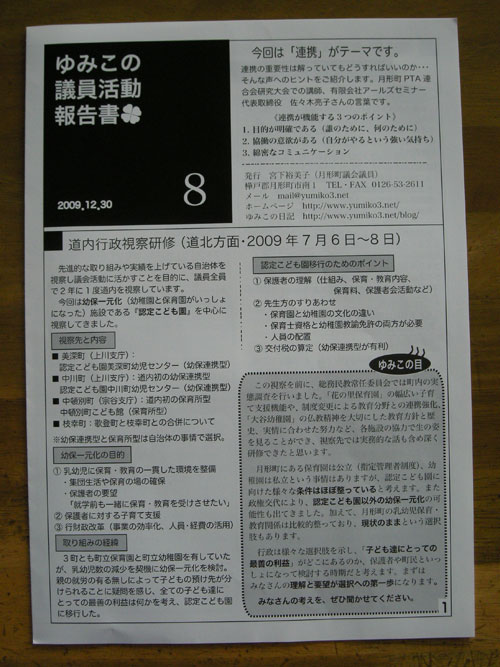 ゆみこの
議員活動
報告書
8
2009.12.30
今回は「連携」がテーマです。
連携の重要性は解っていてもどうすればいいのか･･･
そんな声へのヒントをご紹介します。月形町 PTA 連
合会研究大会での講師、有限会社アールズセミナー
代表取締役 佐々木亮子さんの言葉です。
〈連携が機能する３つのポイント〉
1. 目的が明確である（誰のために、何のために）
2. 協働の意欲がある（自分がやるという強い気持ち）
3. 綿密なコミュニケーション
発行 宮下裕美子（月形町議会議員）
樺戸郡月形町市南1 TEL・FAX 0126-53-2611
メール mail@yumiko3.net
ホームページ http://www.yumiko3.net/
ゆみこの日記 http://www.yumiko3.net/blog/
道内行政視察研修（道北方面・2009 年 7 月 6 日～8 日）
先進的な取り組みや実績を上げている自治体を
視察し議会活動に活かすことを目的に、議員全員
で２年に１度道内を視察しています。
今回は幼保一元化（幼稚園と保育園がいっしょ
になった）施設である『認定こども園』を中心に
視察してきました。
視察先と内容
■ 美深町（上川支庁）：
認定こども園美深町幼児センター（幼保連携型）
■ 中川町（上川支庁）：道内初の幼保連携型
認定こども園中川町幼児センター（幼保連携型）
■ 中頓別町（宗谷支庁）：道内初の保育所型
中頓別町こども館（保育所型）
■ 枝幸町：歌登町と枝幸町との合併について
※幼保連携型と保育所型は自治体の事情で選択。
幼保一元化の目的
① 乳幼児に保育・教育の一貫した環境を整備
・集団生活や保育の場の確保
・保護者の要望
「就学前も一緒に保育・教育を受けさせたい」
② 保護者に対する子育て支援
③ 行財政改革（事業の効率化、人員・経費の活用）
取り組みの経緯
３町とも町立保育園と町立幼稚園を有していた
が、乳幼児数の減少を契機に幼保一元化を検討。
親の就労の有る無しによって子どもの預け先が分
けられることに疑問を感じ、全ての子ども達に
とっての最善の利益は何かを考え、認定こども園
に移行した。
認定こども園移行のためのポイント
① 保護者の理解（仕組み、保育・教育内容、
保育料、保護者会活動など）
② 先生方のすりあわせ
・保育園と幼稚園の文化の違い
・保育士資格と幼稚園教諭免許の両方が必要
・人員の配置
③ 交付税の算定（幼保連携型が有利）
ゆみこの目
この視察を前に、総務民教常任委員会では町内の実
態調査を行いました。「花の里保育園」の幅広い子育
て支援機能や、制度変更による教育分野との連携強化、
「大谷幼稚園」の仏教精神を大切にした教育方針と歴
史、実情に合わせた努力など、各施設の協力で生の姿
を見ることができ、視察先では実務的な話も含め深く
研修できたと思います。
月形町にある保育園は公立（指定管理者制度）、幼
稚園は私立という事情はありますが、認定こども園に
向けた様々な条件はほぼ整っていると考えます。また
政権交代により、認定こども園以外の幼保一元化の可
能性も出てきました。加えて、月形町の乳幼児保育・
教育関係は比較的整っており、現状のままという選択
肢もあります。
行政は様々な選択肢を示し、「子ども達にとっての
最善の利益」がどこにあるのか、保護者や町民といっ
しょになって検討する時期だと考えます。まずは
みなさんの理解と要望が選択への第一歩になります。
みなさんの考えを、ぜひ聞かせてください。
1